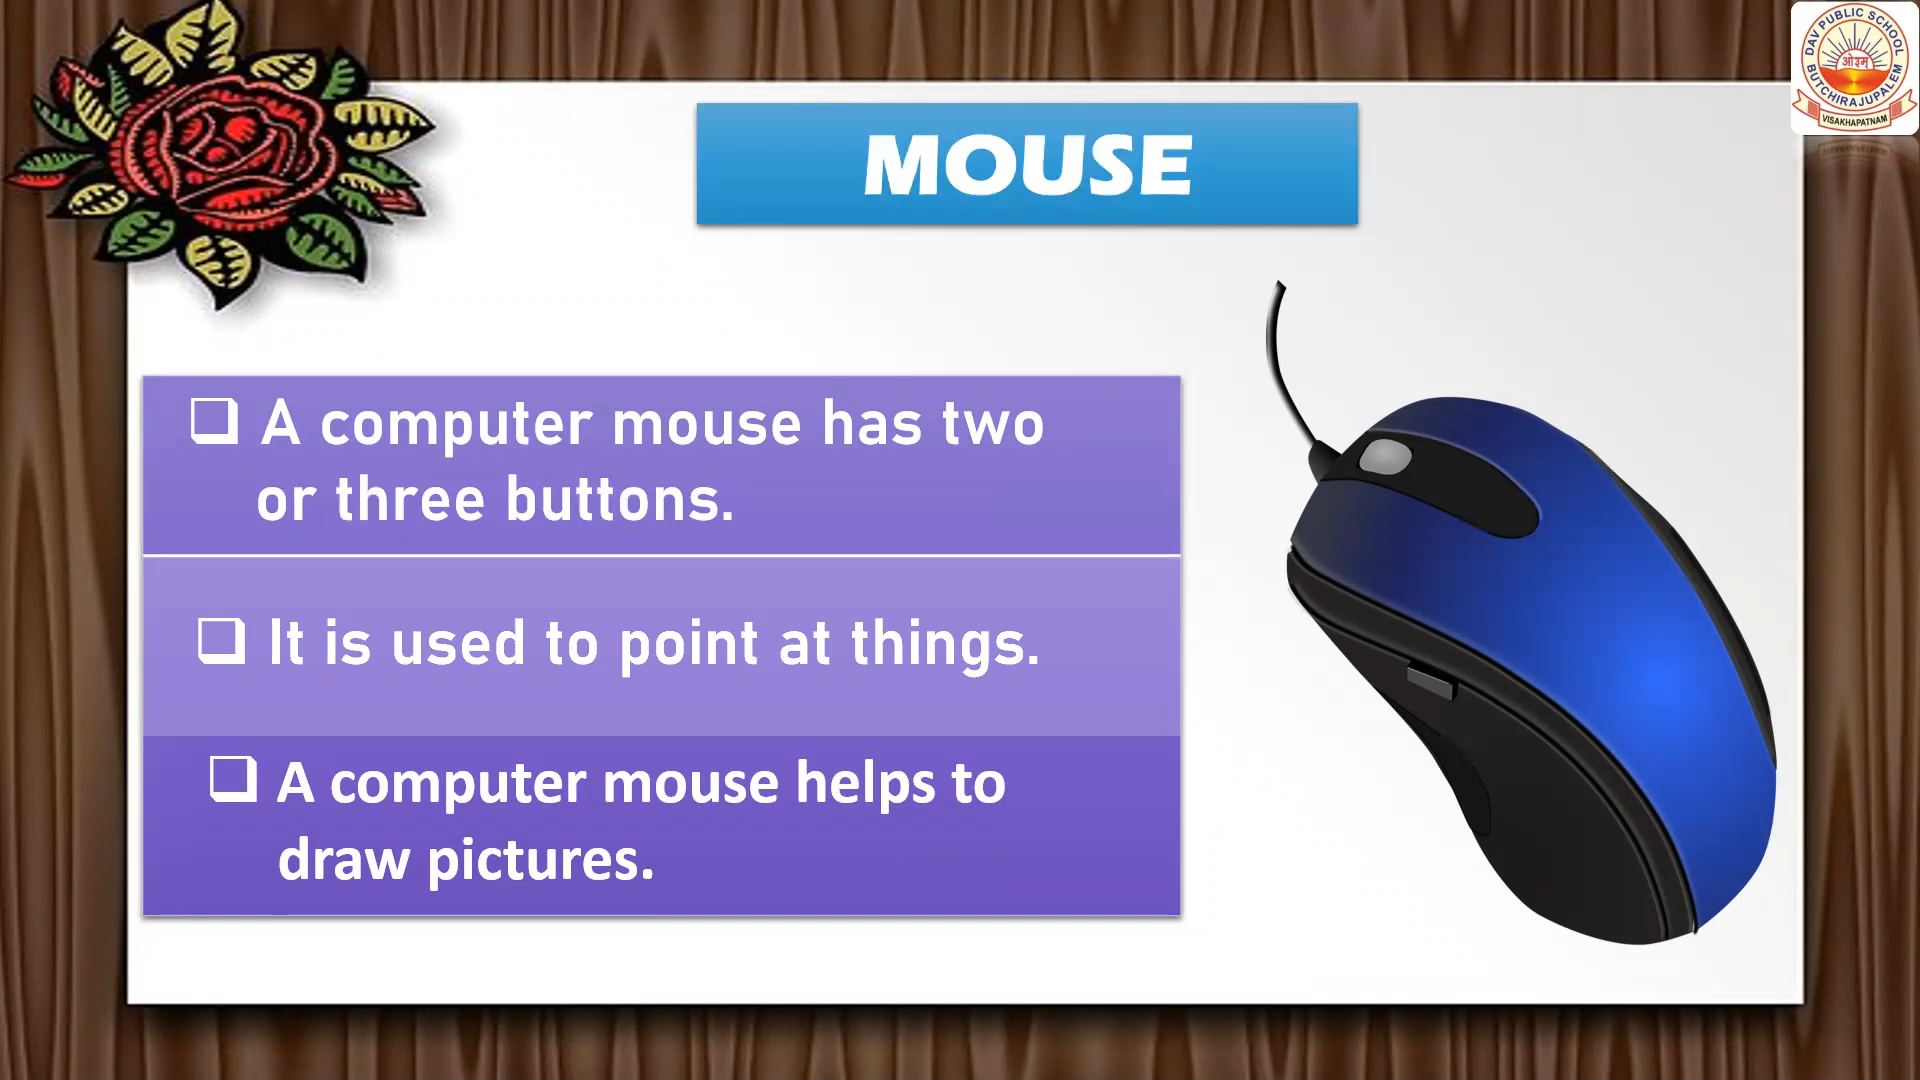 DAV PUBLIC SCHOOL
ओ३म्
BUTCHIRAJUPALEM
VISAKHAPATNAM
MOUSE
❑ A computer mouse has two
or three buttons.
❑ It is used to point at things.
❑ A computer mouse helps to
draw pictures.